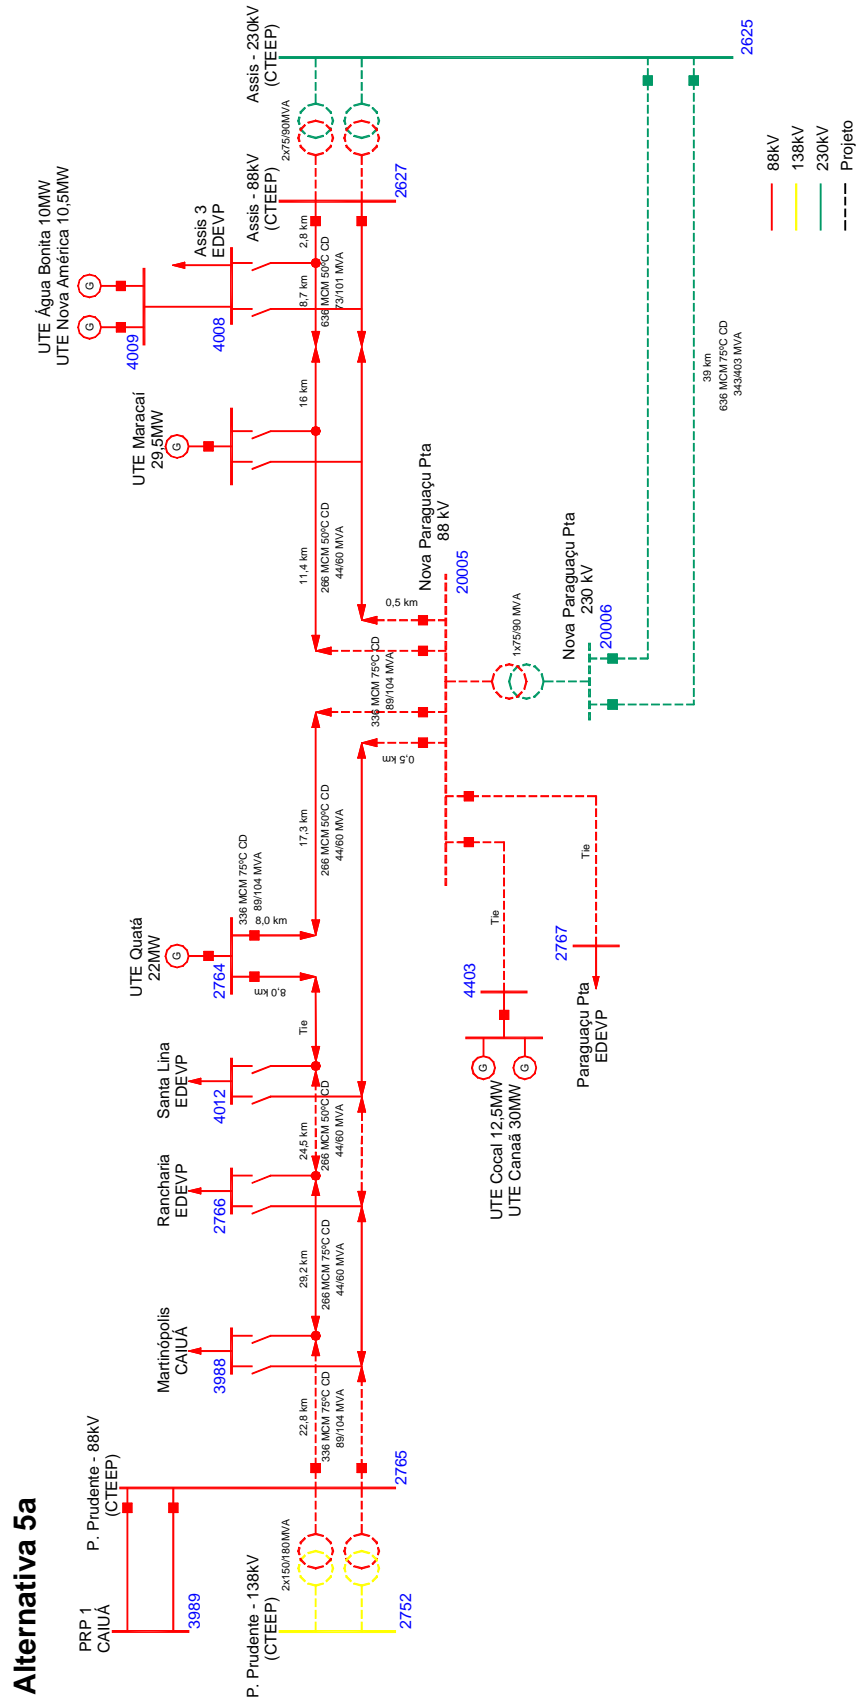 Alternativa 5a
PRP 1
CAIUÁ
3989
P. Prudente - 88kV
(CTEEP)
2765
P. Prudente - 138kV
(CTEEP)
2752
2x150/180MVA
22,8 km
336 MCM 75ºC CD
89/104 MVA
Martinópolis
CAIUÁ
3988
29,2 km
266 MCM 75ºC CD
44/60 MVA
Rancharia
EDEVP
2766
24,5 km
266 MCM 50ºC CD
44/60 MVA
Santa Lina
EDEVP
4012
Tie
UTE Quatá
22MW
G
2764
8,0 km
336 MCM 75ºC CD
89/104 MVA
8,0 km
17,3 km
266 MCM 50ºC CD
44/60 MVA
0,5 km
336 MCM 75ºC CD
89/104 MVA
0,5 km
Nova Paraguaçu Pta
88 kV
20005
11,4 km
266 MCM 50ºC CD
44/60 MVA
UTE Maracaí
29,5MW
G
16 km
UTE Água Bonita 10MW
UTE Nova América 10,5MW
G
G
4009
4008
Assis 3
EDEVP
8,7 km
2,8 km
636 MCM 50ºC CD
73/101 MVA
Assis - 88kV
(CTEEP)
2627
2x75/90MVA
Assis - 230kV
(CTEEP)
2625
UTE Cocal 12,5MW
UTE Canaã 30MW
G
G
4403
Tie
Paraguaçu Pta
EDEVP
2767
Tie
1x75/90 MVA
Nova Paraguaçu Pta
230 kV
20006
39 km
636 MCM 75ºC CD
343/403 MVA
88kV
138kV
230kV
Projeto